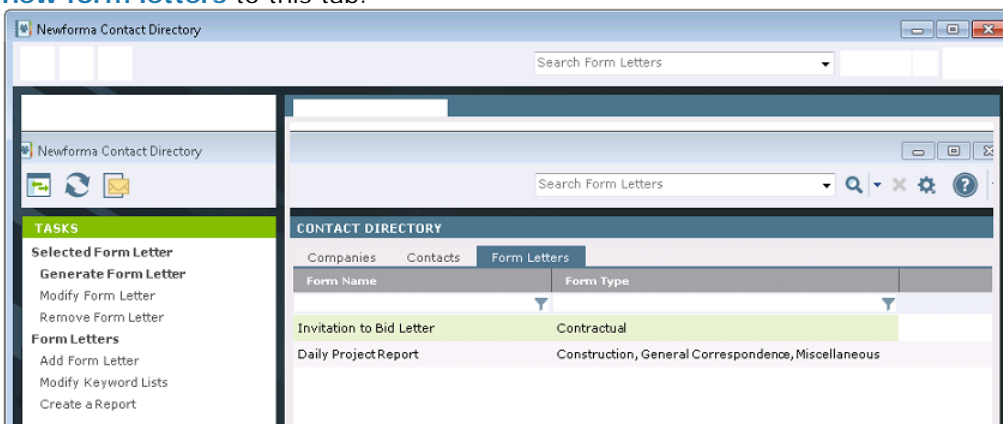 new form letters to this tab.
Newforma Contact Directory
Search Form Letters
Newforma Contact Directory
Search Form Letters
TASKS
Selected Form Letter
Generate Form Letter
Modify Form Letter
Remove Form Letter
Form Letters
Add Form Letter
Modify Keyword Lists
Create a Report
CONTACT DIRECTORY
Companies Contacts Form Letters
Form Name Form Type
Invitation to Bid Letter Contractual
Daily Project Report Construction, General Correspondence, Miscellaneous